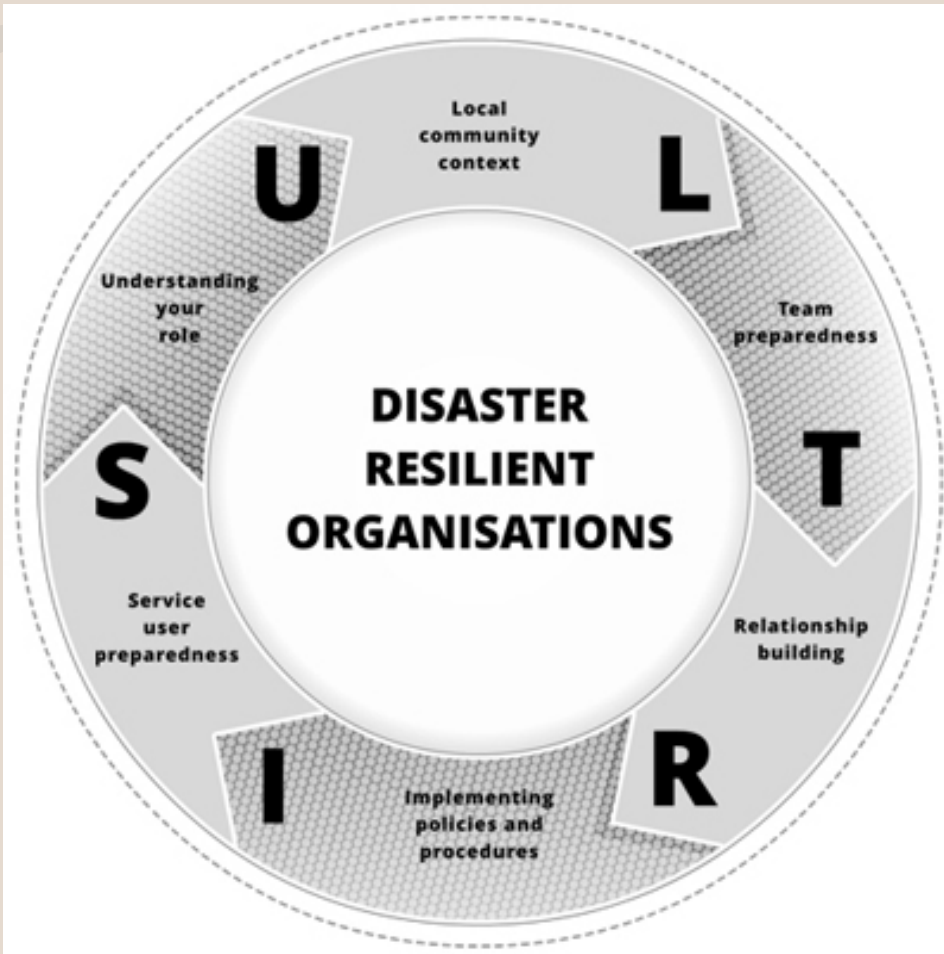 U
Understanding
your
role
Local
community
context
L
Team
preparedness
T
Relationship
building
R
Implementing
policies and
procedures
I
Service
user
preparedness
S
DISASTER
RESILIENT
ORGANISATIONS